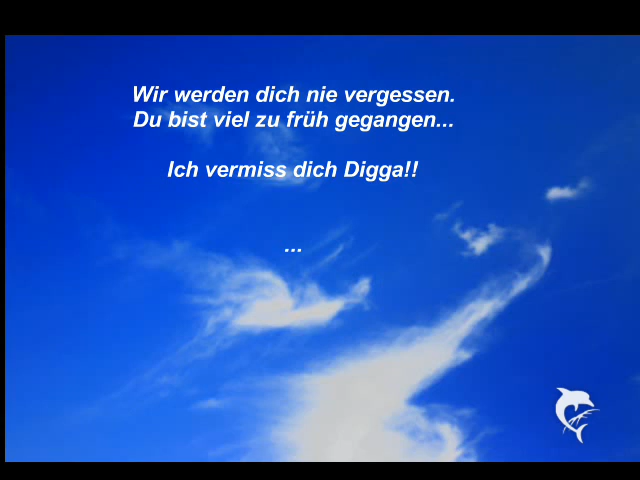 Wir werden dich nie vergessen.
Du bist viel zu früh gegangen...
Ich vermiss dich Digga!!
...